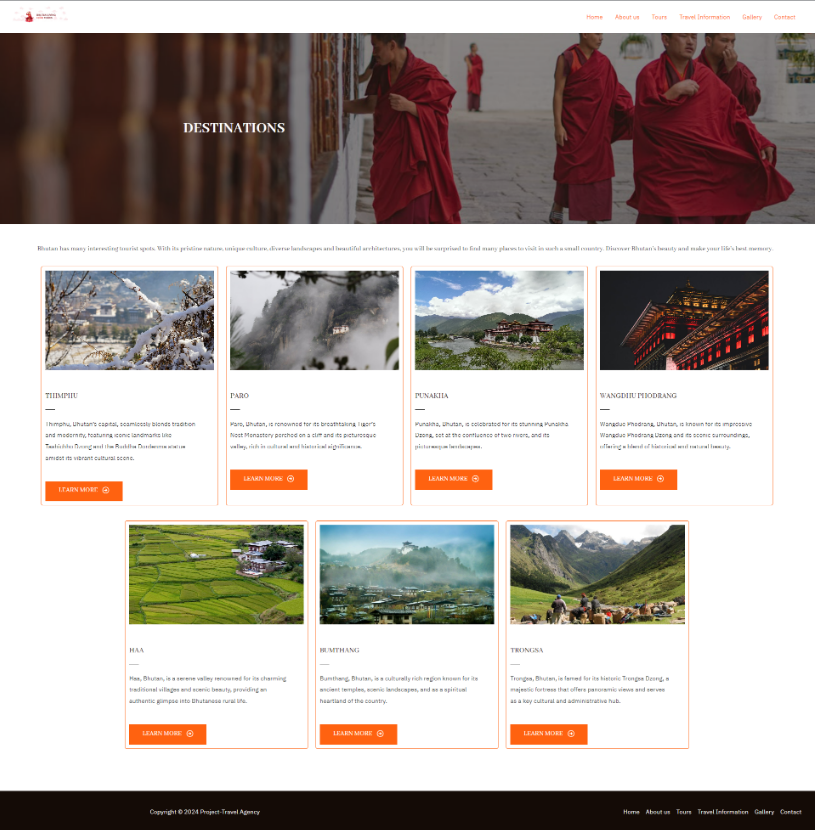 Home About us Tours Travel Information Gallery Contact
DESTINATIONS
Bhutan has many interesting tourist spots. With its pristine nature, unique culture, diverse landscapes and beautiful architectures, you will be surprised to find many places to visit in such a small country. Discover Bhutan's beauty and make your life's best memory.
THIMPHU
Thimphu, Bhutan's capital, seamlessly blends tradition
and modernity, featuring iconic landmarks like
Tashichho Dzong and the Buddha Dordenma statue
amidst its vibrant cultural scene.
LEARN MORE
PARO
Paro, Bhutan, is renowned for its breathtaking Tiger's
Nest Monastery perched on a cliff and its picturesque
valley, rich in cultural and historical significance.
LEARN MORE
PUNAKHA
Punakha, Bhutan, is celebrated for its stunning Punakha
Dzong, set at the confluence of two rivers, and its
picturesque landscapes.
LEARN MORE
WANGDHU PHODRANG
Wangdue Phodrang, Bhutan, is known for its impressive
Wangdue Phodrang Dzong and its scenic surroundings,
offering a blend of historical and natural beauty.
LEARN MORE
HAA
Haa, Bhutan, is a serene valley renowned for its charming
traditional villages and scenic beauty, providing an
authentic glimpse into Bhutanese rural life.
LEARN MORE
BUMTHANG
Bumthang, Bhutan, is a culturally rich region known for its
ancient temples, scenic landscapes, and as a spiritual
heartland of the country.
LEARN MORE
TRONGSA
Trongsa, Bhutan, is famed for its historic Trongsa Dzong, a
majestic fortress that offers panoramic views and serves
as a key cultural and administrative hub.
LEARN MORE
Copyright © 2024 Project-Travel Agency
Home About us Tours Travel Information Gallery Contact